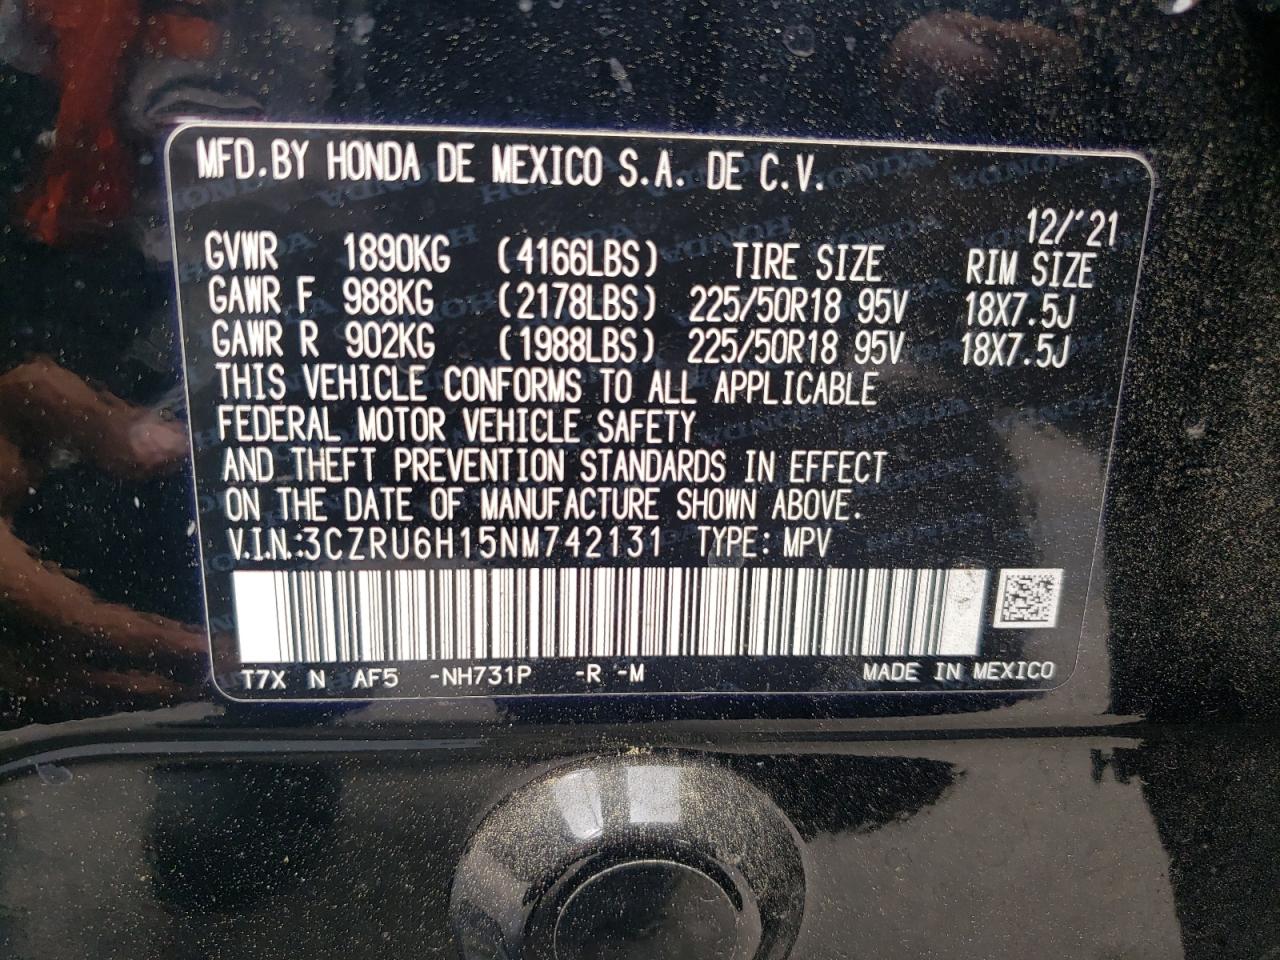 MFD.BY HONDA DE MEXICO S.A. DE C.V.
12/'21
GVWR 1890KG (4166LBS) TIRE SIZE RIM SIZE
GAWR F 988KG (2178LBS) 225/50R18 95V 18X7.5J
GAWR R 902KG (1988LBS) 225/50R18 95V 18X7.5J
THIS VEHICLE CONFORMS TO ALL APPLICABLE
FEDERAL MOTOR VEHICLE SAFETY
AND THEFT PREVENTION STANDARDS IN EFFECT
ON THE DATE OF MANUFACTURE SHOWN ABOVE.
V.I.N.:3CZRU6H15NM742131 TYPE: MPV
T7X N AF5 -NH731P -R -M MADE IN MEXICO